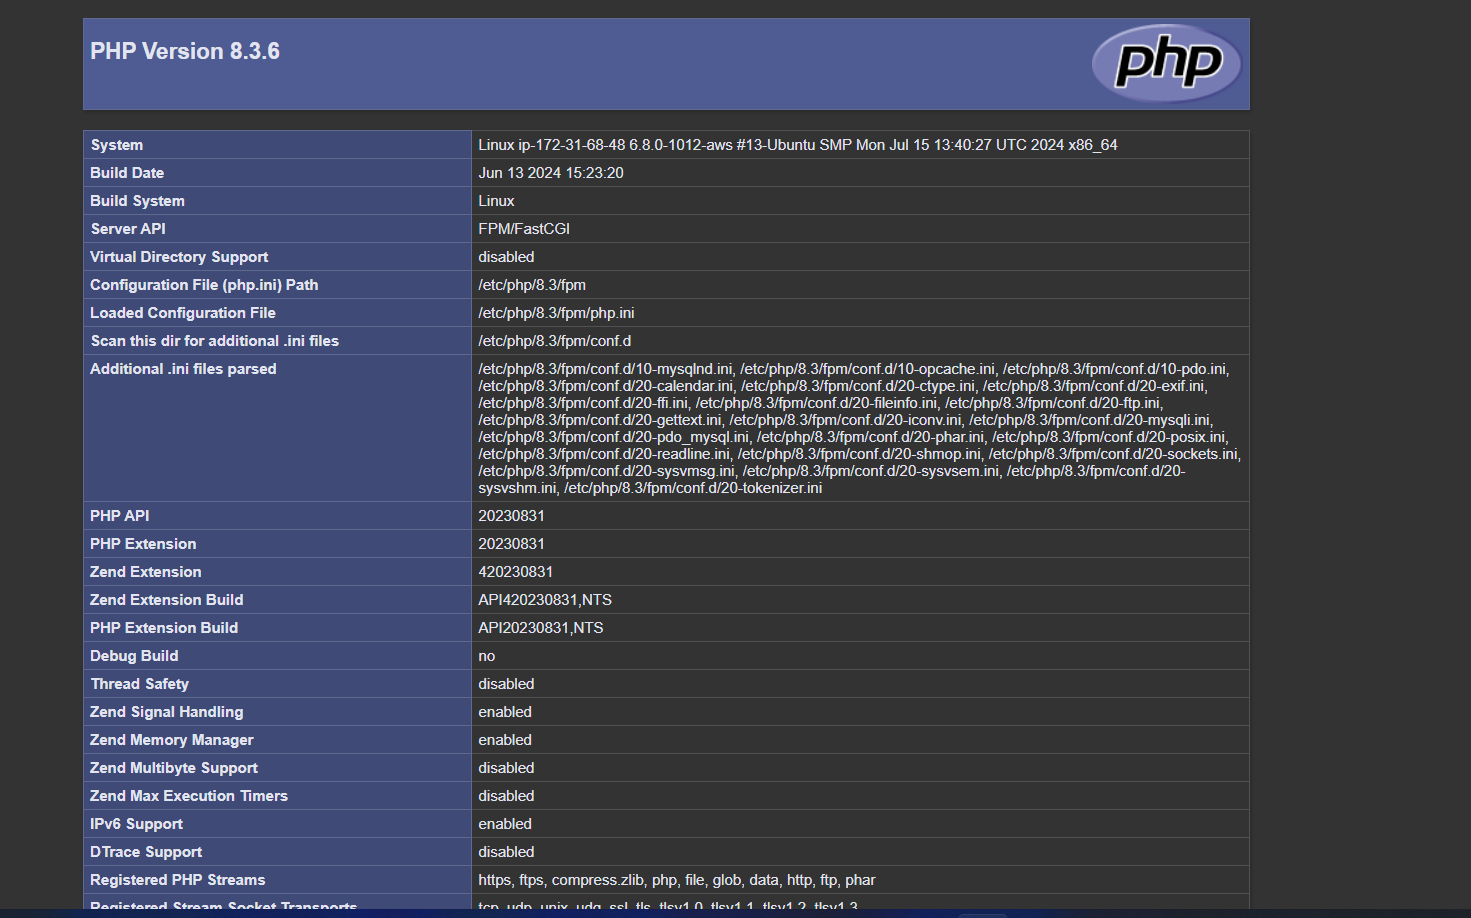 PHP Version 8.3.6
php
System Linux ip-172-31-68-48 6.8.0-1012-aws #13-Ubuntu SMP Mon Jul 15 13:40:27 UTC 2024 x86_64
Build Date Jun 13 2024 15:23:20
Build System Linux
Server API FPM/FastCGI
Virtual Directory Support disabled
Configuration File (php.ini) Path /etc/php/8.3/fpm
Loaded Configuration File /etc/php/8.3/fpm/php.ini
Scan this dir for additional .ini files /etc/php/8.3/fpm/conf.d
Additional .ini files parsed /etc/php/8.3/fpm/conf.d/10-mysqlnd.ini, /etc/php/8.3/fpm/conf.d/10-opcache.ini, /etc/php/8.3/fpm/conf.d/10-pdo.ini,
/etc/php/8.3/fpm/conf.d/20-calendar.ini, /etc/php/8.3/fpm/conf.d/20-ctype.ini, /etc/php/8.3/fpm/conf.d/20-exif.ini,
/etc/php/8.3/fpm/conf.d/20-ffi.ini, /etc/php/8.3/fpm/conf.d/20-fileinfo.ini, /etc/php/8.3/fpm/conf.d/20-ftp.ini,
/etc/php/8.3/fpm/conf.d/20-gettext.ini, /etc/php/8.3/fpm/conf.d/20-iconv.ini, /etc/php/8.3/fpm/conf.d/20-mysqli.ini,
/etc/php/8.3/fpm/conf.d/20-pdo_mysql.ini, /etc/php/8.3/fpm/conf.d/20-phar.ini, /etc/php/8.3/fpm/conf.d/20-posix.ini,
/etc/php/8.3/fpm/conf.d/20-readline.ini, /etc/php/8.3/fpm/conf.d/20-shmop.ini, /etc/php/8.3/fpm/conf.d/20-sockets.ini,
/etc/php/8.3/fpm/conf.d/20-sysvmsg.ini, /etc/php/8.3/fpm/conf.d/20-sysvsem.ini, /etc/php/8.3/fpm/conf.d/20-
sysvshm.ini, /etc/php/8.3/fpm/conf.d/20-tokenizer.ini
PHP API 20230831
PHP Extension 20230831
Zend Extension 420230831
Zend Extension Build API420230831,NTS
PHP Extension Build API20230831,NTS
Debug Build no
Thread Safety disabled
Zend Signal Handling enabled
Zend Memory Manager enabled
Zend Multibyte Support disabled
Zend Max Execution Timers disabled
IPv6 Support enabled
DTrace Support disabled
Registered PHP Streams https, ftps, compress.zlib, php, file, glob, data, http, ftp, phar
Registered Stream Socket Transports tcp, udp, unix, udg, ssl, tls, tlsv1.0, tlsv1.1, tlsv1.2, tlsv1.3